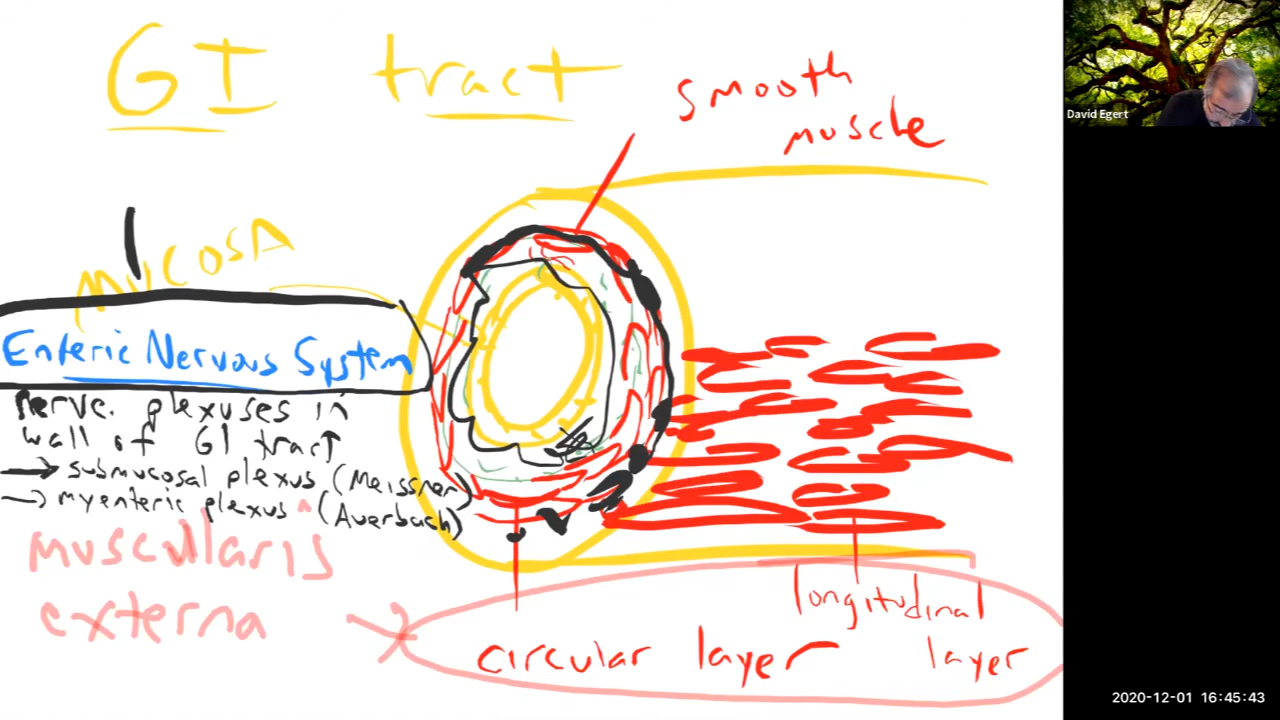 GI tract
smooth
muscle
David Egert
mucosA
Enteric Nervous System
nerve plexuses in
wall of GI tract
→ submucosal plexus (Meissner)
→ myenteric plexus (Auerbach)
muscularis
externa
longitudinal
circular layer layer
2020-12-01 16:45:43